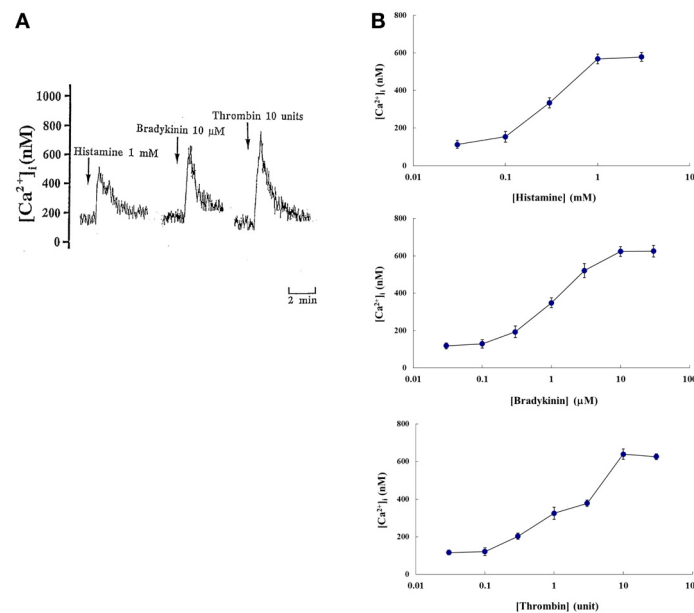 A
[Ca²⁺]ᵢ(nM)
1000
800
600
400
200
0
Histamine 1 mM
Bradykinin 10 μM
Thrombin 10 units
2 min
B
[Ca²⁺]ᵢ (nM)
800
600
400
200
0
0.01
0.1
1
10
[Histamine] (mM)
[Ca²⁺]ᵢ (nM)
800
600
400
200
0
0.01
0.1
1
10
100
[Bradykinin] (μM)
[Ca²⁺]ᵢ (nM)
800
600
400
200
0
0.01
0.1
1
10
[Thrombin] (unit)